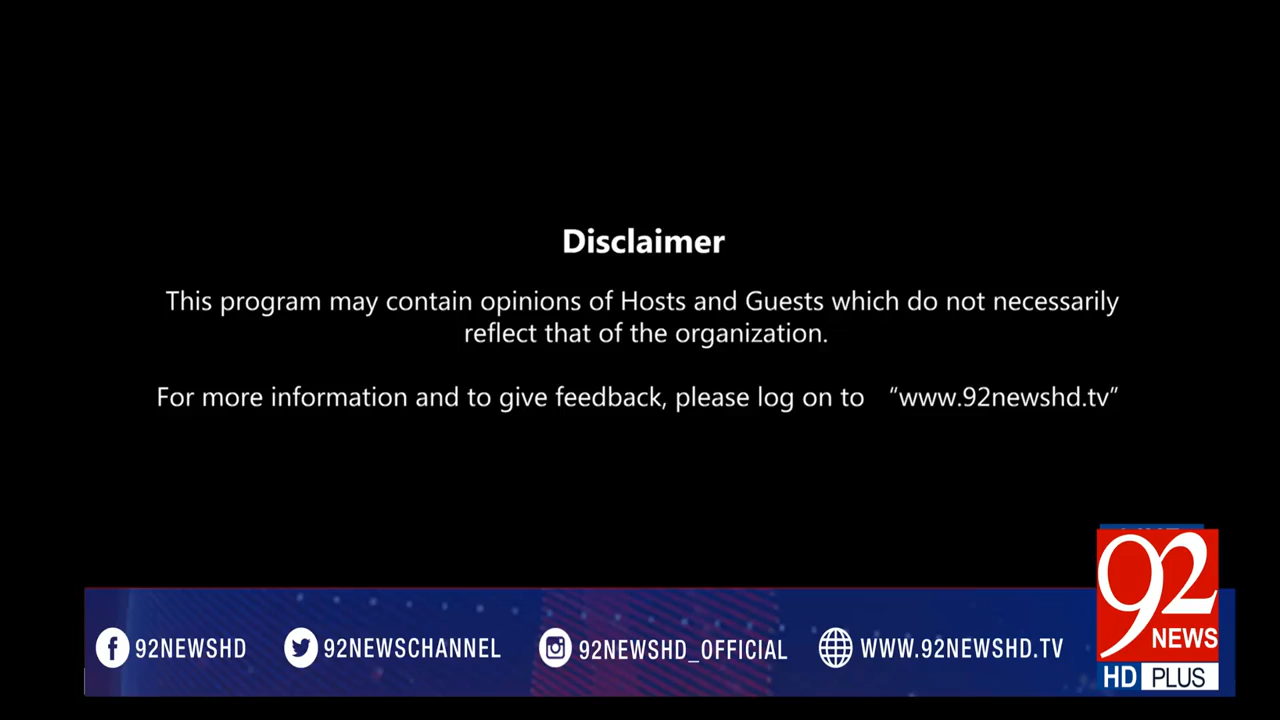 Disclaimer
This program may contain opinions of Hosts and Guests which do not necessarily
reflect that of the organization.
For more information and to give feedback, please log on to “www.92newshd.tv”
92NEWSHD
92NEWSCHANNEL
92NEWSHD_OFFICIAL
WWW.92NEWSHD.TV
92
NEWS
HD PLUS